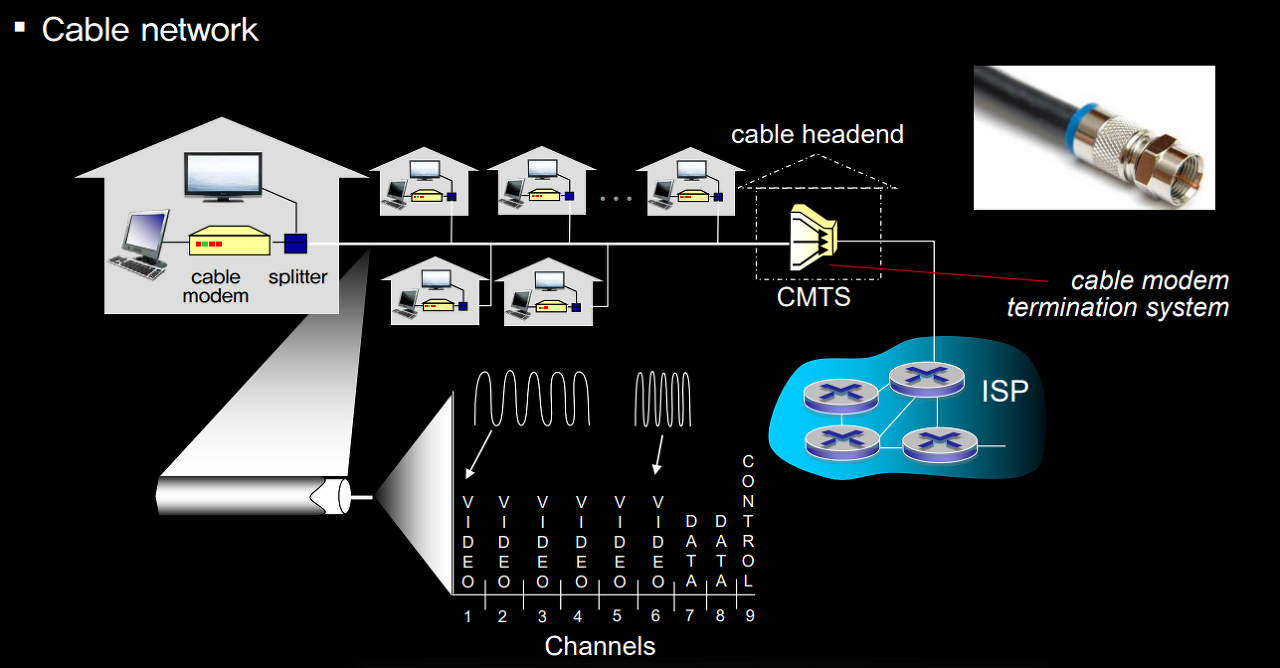 Cable network
cable headend
cable
modem
splitter
CMTS
cable modem
termination system
ISP
VIDEO
VIDEO
VIDEO
VIDEO
VIDEO
VIDEO
DATA
DATA
CONTROL
1 2 3 4 5 6 7 8 9
Channels